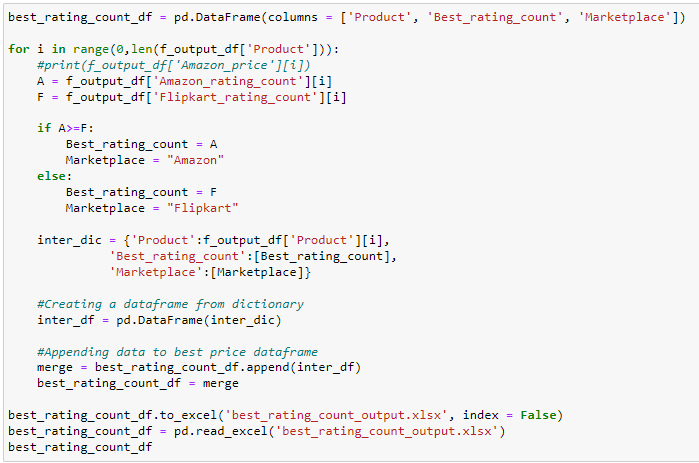 best_rating_count_df = pd.DataFrame(columns = ['Product', 'Best_rating_count', 'Marketplace'])
for i in range(0,len(f_output_df['Product'])):
    #print(f_output_df['Amazon_price'][i])
    A = f_output_df['Amazon_rating_count'][i]
    F = f_output_df['Flipkart_rating_count'][i]
    if A>=F:
        Best_rating_count = A
        Marketplace = "Amazon"
    else:
        Best_rating_count = F
        Marketplace = "Flipkart"
    inter_dic = {'Product':f_output_df['Product'][i],
              'Best_rating_count':[Best_rating_count],
              'Marketplace':[Marketplace]}
    #Creating a dataframe from dictionary
    inter_df = pd.DataFrame(inter_dic)
    #Appending data to best price dataframe
    merge = best_rating_count_df.append(inter_df)
    best_rating_count_df = merge
best_rating_count_df.to_excel('best_rating_count_output.xlsx', index = False)
best_rating_count_df = pd.read_excel('best_rating_count_output.xlsx')
best_rating_count_df